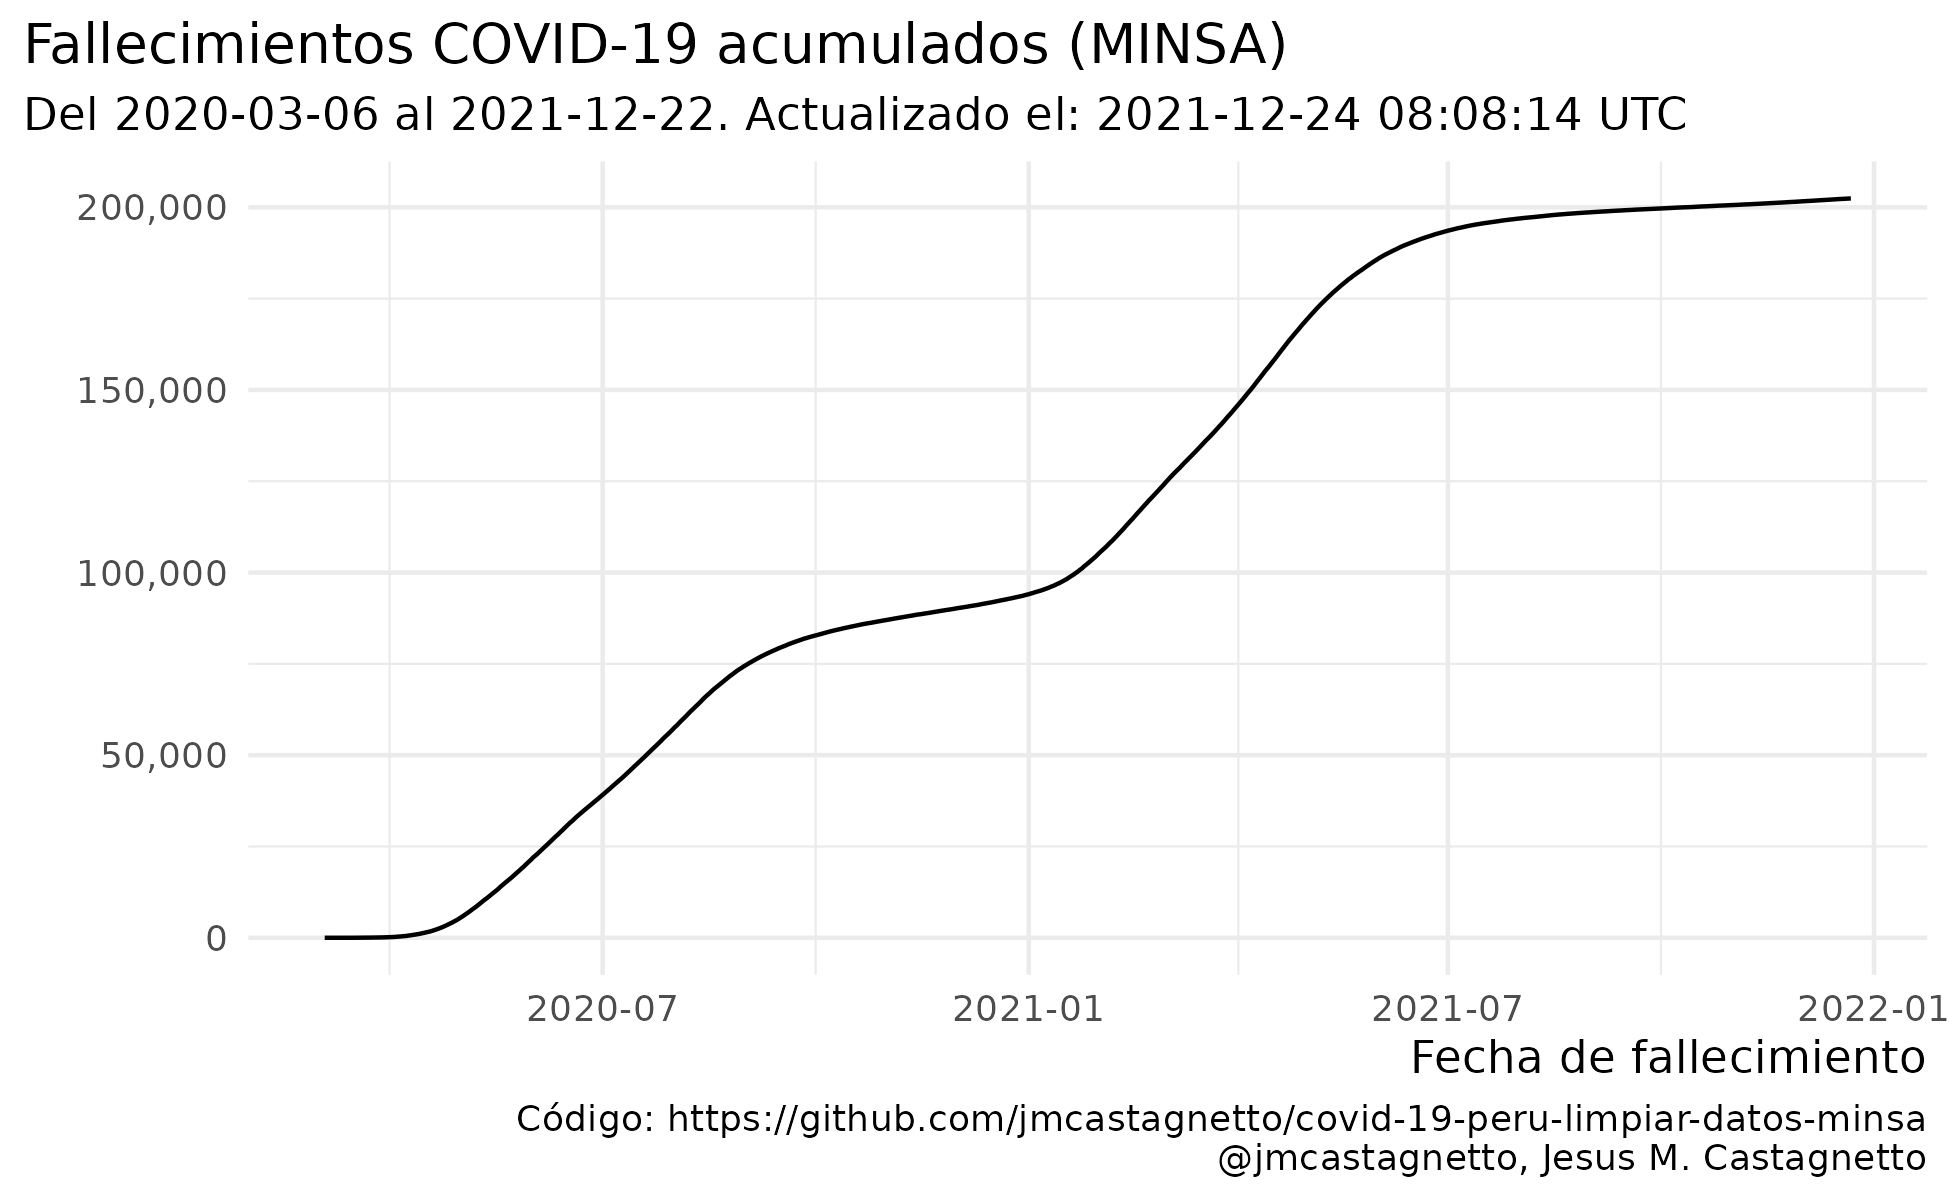 Fallecimientos COVID-19 acumulados (MINSA)
Del 2020-03-06 al 2021-12-22. Actualizado el: 2021-12-24 08:08:14 UTC
200,000
150,000
100,000
50,000
0
2020-07
2021-01
2021-07
2022-01
Fecha de fallecimiento
Código: https://github.com/jmcastagnetto/covid-19-peru-limpiar-datos-minsa
@jmcastagnetto, Jesus M. Castagnetto